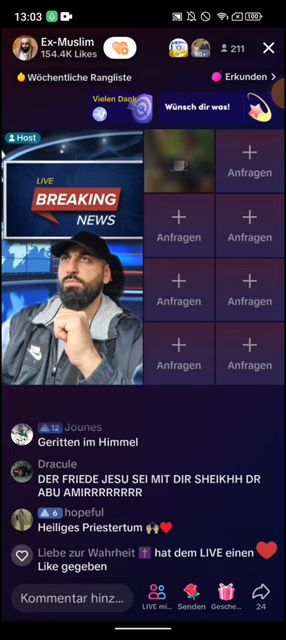 13:03
100
Ex-Muslim
154.4K Likes
211
Wöchentliche Rangliste
Erkunden >
Vielen Dank
Wünsch dir was!
Host
LIVE
BREAKING
NEWS
Anfragen
Anfragen
Anfragen
Anfragen
Anfragen
Anfragen
Anfragen
12 Jounes
Geritten im Himmel
Dracule
DER FRIEDE JESU SEI MIT DIR SHEIKHH DR
ABU AMIRRRRRRRR
6 hopeful
Heiliges Priestertum 🙌🏼❤️
Liebe zur Wahrheit ✝️ hat dem LIVE einen
Like gegeben
Kommentar hinz...
LIVE mi...
Senden
Gesche...
24